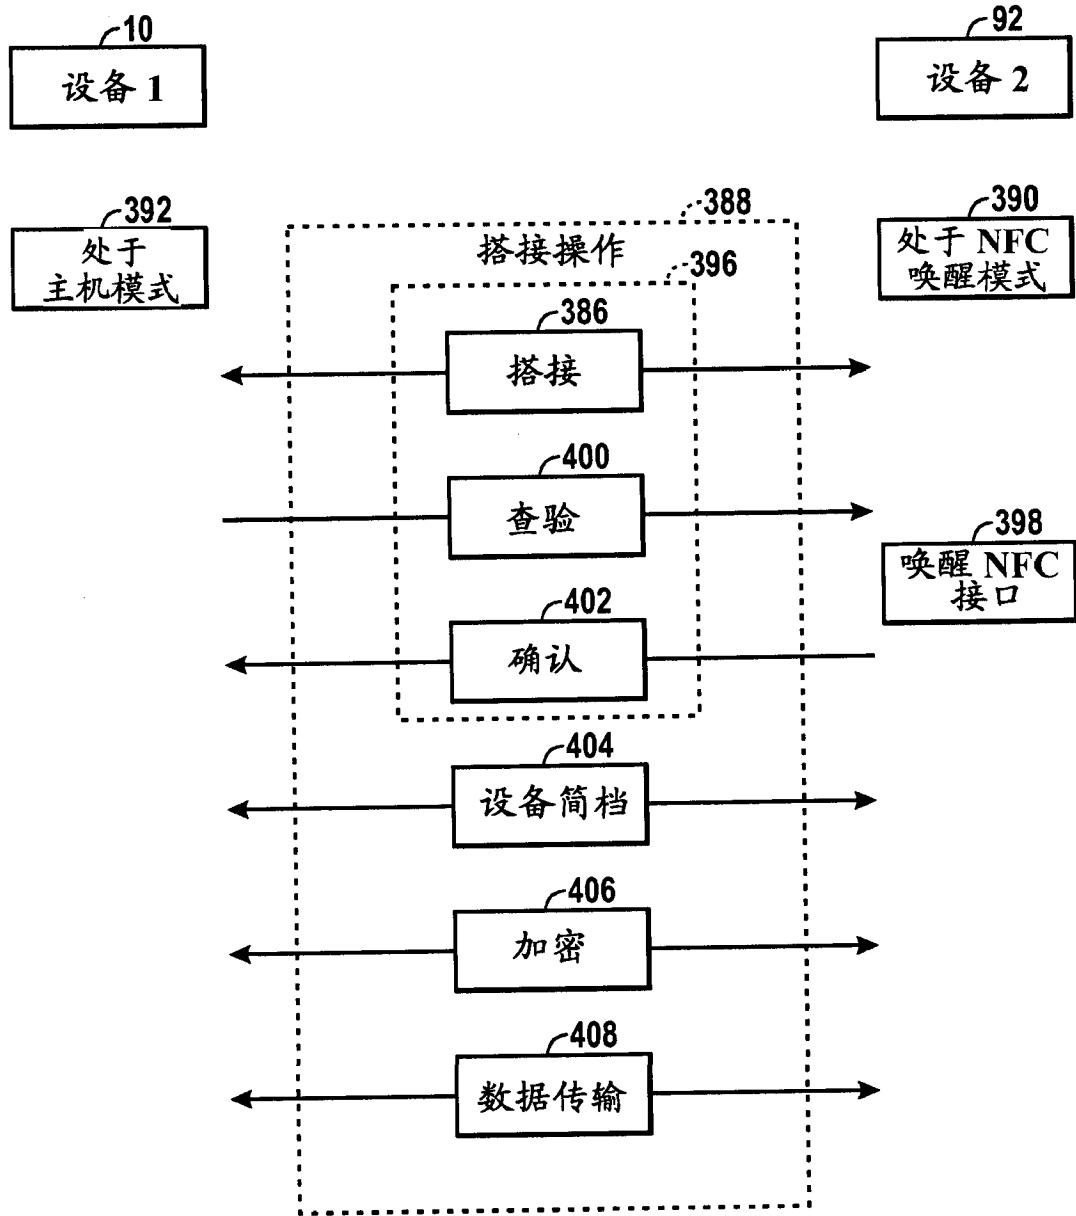 10
设备 1
92
设备 2
392
处于
主机模式
390
处于 NFC
唤醒模式
388
搭接操作
396
386
搭接
400
查验
398
唤醒 NFC
接口
402
确认
404
设备简档
406
加密
408
数据传输